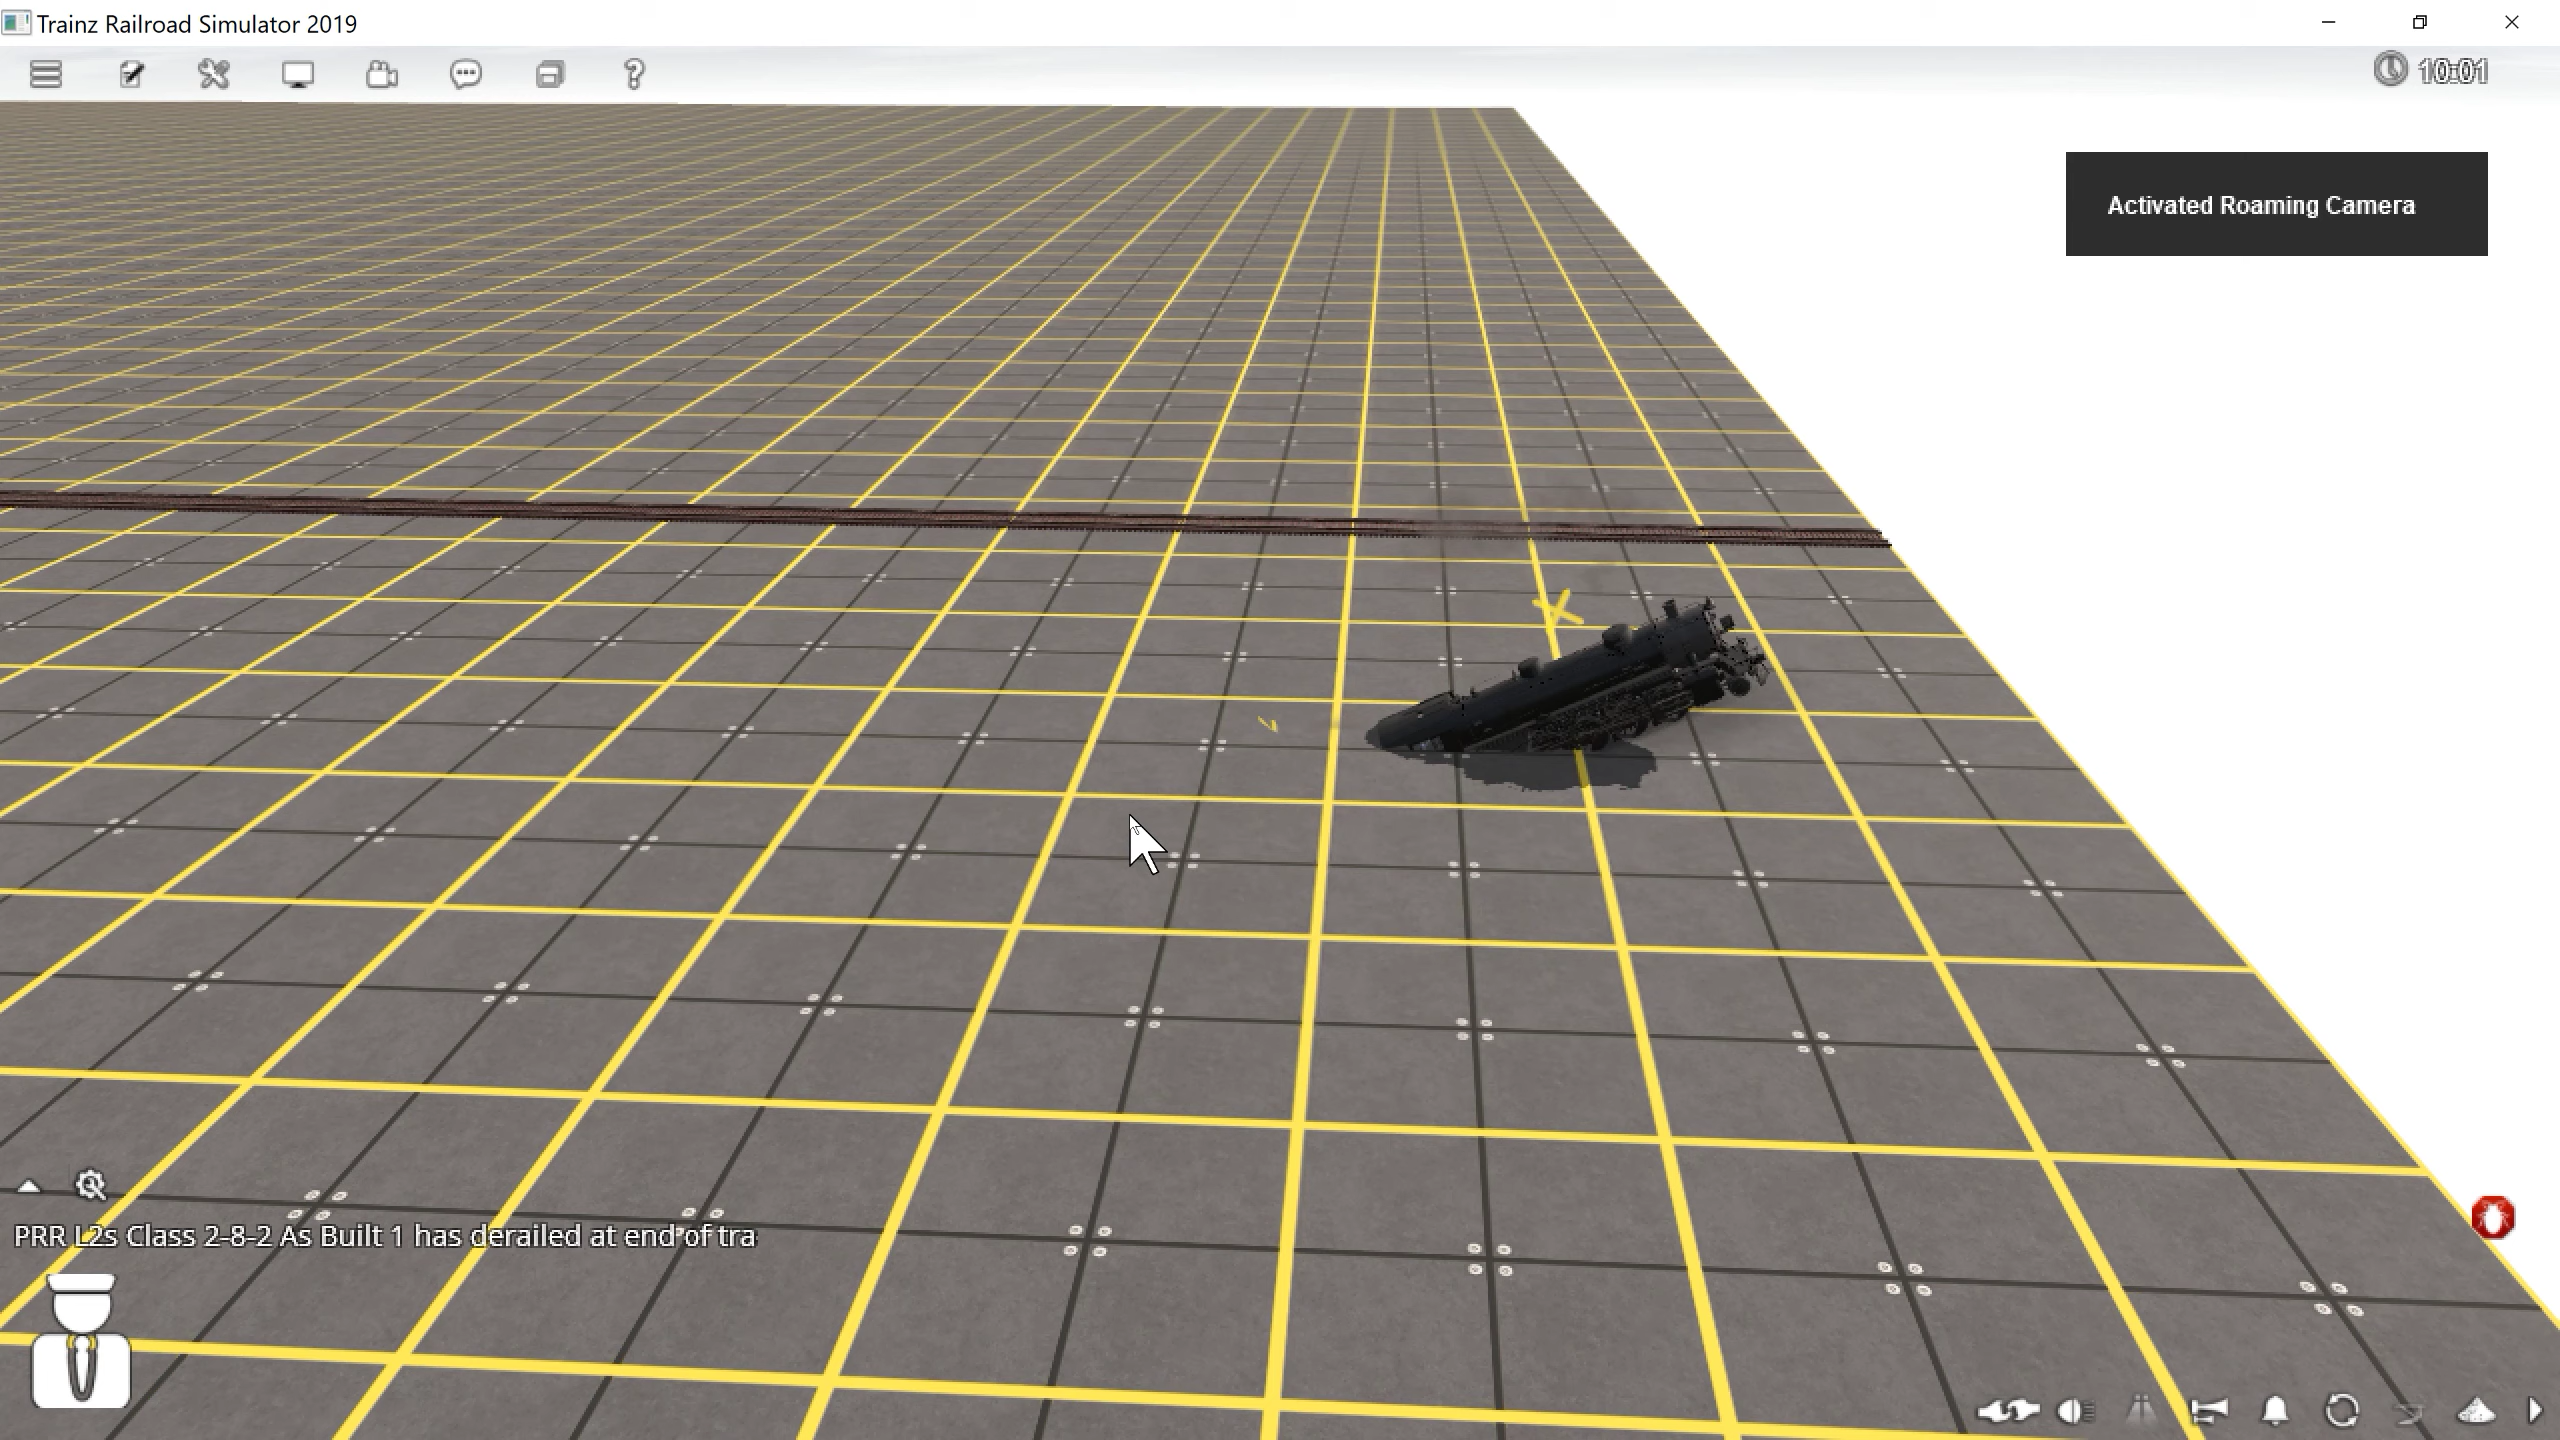 Trainz Railroad Simulator 2019
10:01
Activated Roaming Camera
PRR L2s Class 2-8-2 As Built 1 has derailed at end of tra